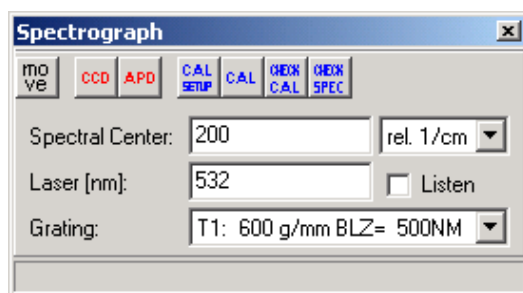 Spectrograph
mo ve CCD APD CAL SETUP CAL CHECK CAL CHECK SPEC
Spectral Center: 200 rel. 1/cm
Laser [nm]: 532 Listen
Grating: T1: 600 g/mm BLZ= 500NM